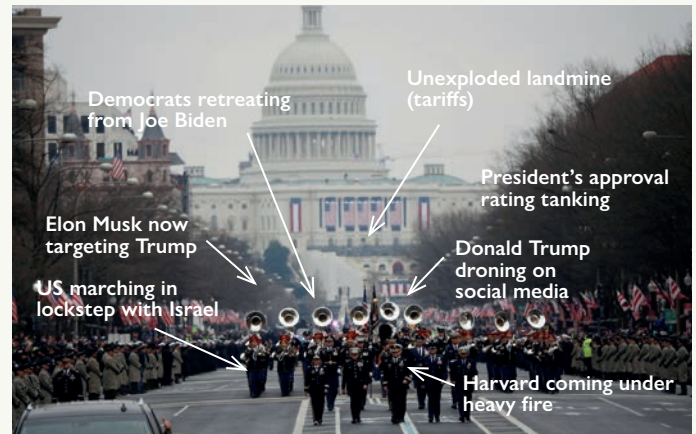 Democrats retreating
from Joe Biden
Unexploded landmine
(tariffs)
President’s approval
rating tanking
Elon Musk now
targeting Trump
Donald Trump
droning on
social media
US marching in
lockstep with Israel
Harvard coming under
heavy fire